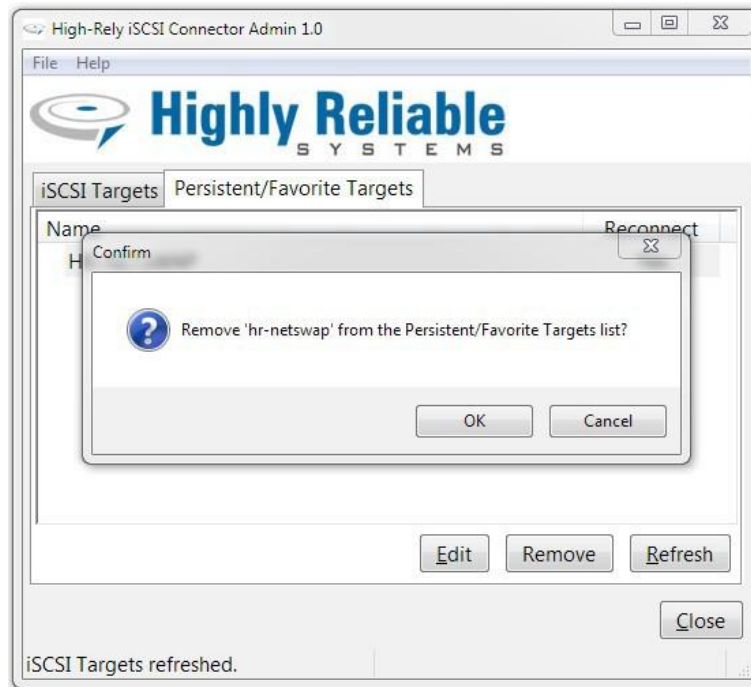 High-Rely iSCSI Connector Admin 1.0
File Help
Highly Reliable
SYSTEMS
iSCSI Targets Persistent/Favorite Targets
Name Reconnect
Confirm
Remove 'hr-netswap' from the Persistent/Favorite Targets list?
OK Cancel
Edit Remove Refresh
Close
iSCSI Targets refreshed.